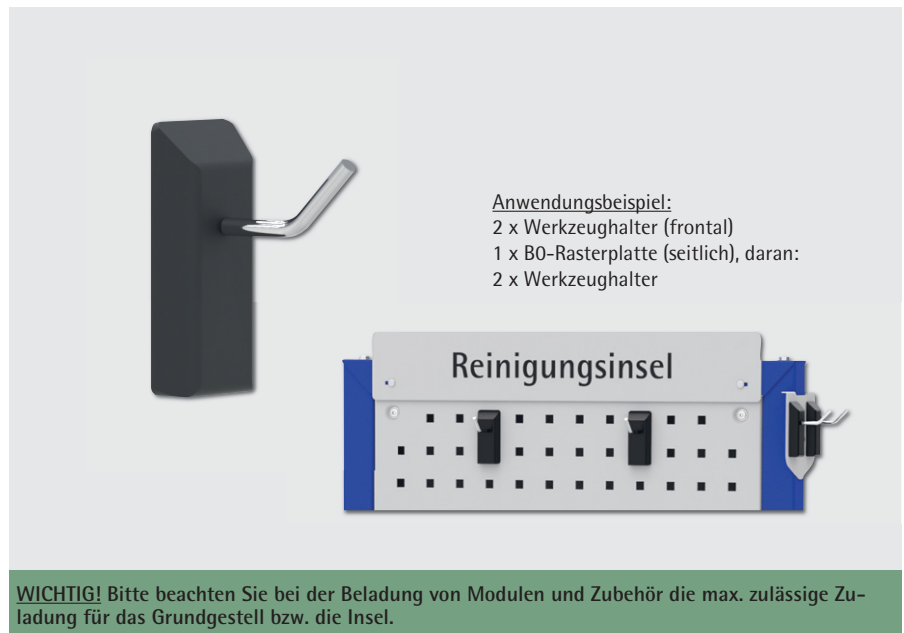 Anwendungsbeispiel:
2 x Werkzeughalter (frontal)
1 x B0-Rasterplatte (seitlich), daran:
2 x Werkzeughalter
Reinigungsinsel
WICHTIG! Bitte beachten Sie bei der Beladung von Modulen und Zubehör die max. zulässige Zu-
ladung für das Grundgestell bzw. die Insel.